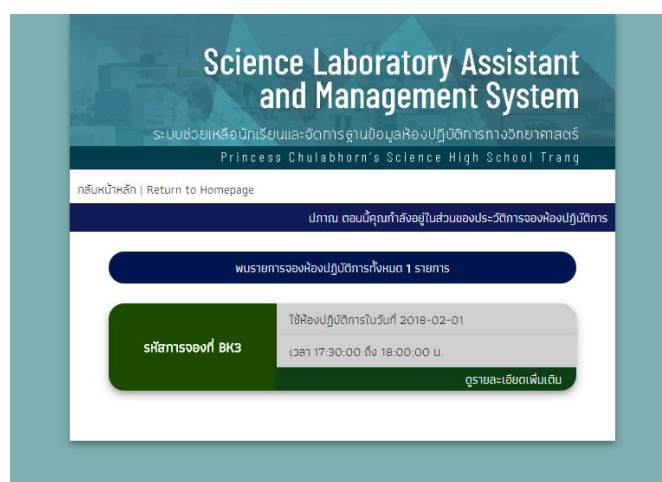 Science Laboratory Assistant
and Management System
ระบบช่วยเหลือนักเรียนและจัดการฐานข้อมูลห้องปฏิบัติการทางวิทยาศาสตร์
Princess Chulabhorn's Science High School Trang
กลับหน้าหลัก | Return to Homepage
ปภาณ ตอนนี้คุณกำลังอยู่ในส่วนของประวัติการจองห้องปฏิบัติการ
พบรายการจองห้องปฏิบัติการทั้งหมด 1 รายการ
รหัสการจองที่ BK3
ใช้ห้องปฏิบัติการในวันที่ 2018-02-01
เวลา 17:30:00 ถึง 18:00:00 น.
ดูรายละเอียดเพิ่มเติม